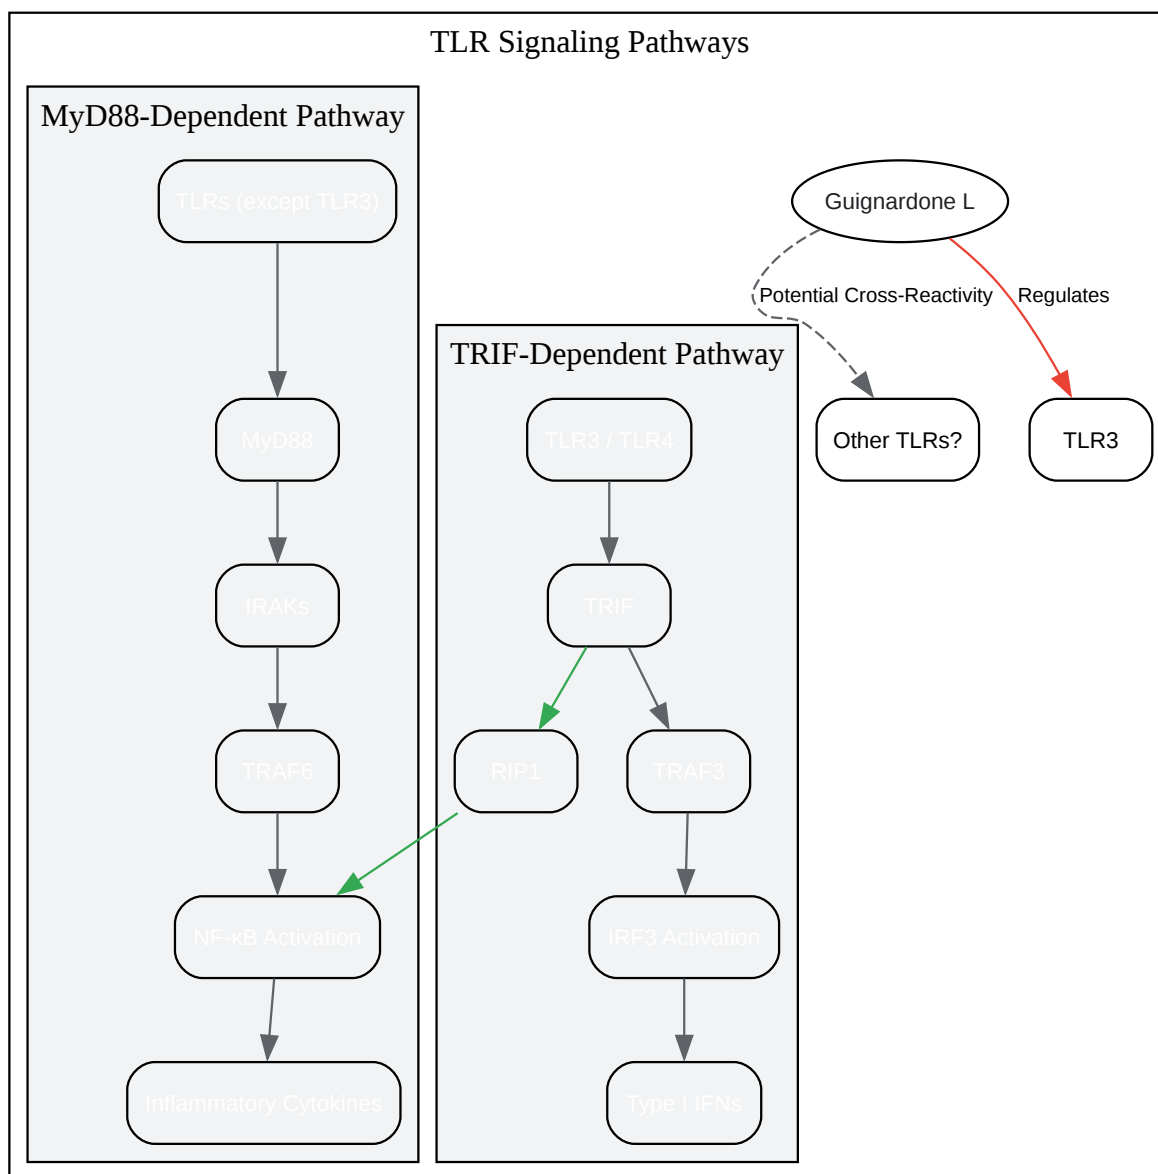 TLR Signaling Pathways
MyD88-Dependent Pathway
TLRs (except TLR3)
MyD88
IRAKs
TRAF6
NF-κB Activation
Inflammatory Cytokines
TRIF-Dependent Pathway
TLR3 / TLR4
TRIF
RIP1
TRAF3
IRF3 Activation
Type I IFNs
Guignardone L
Potential Cross-Reactivity
Regulates
Other TLRs?
TLR3